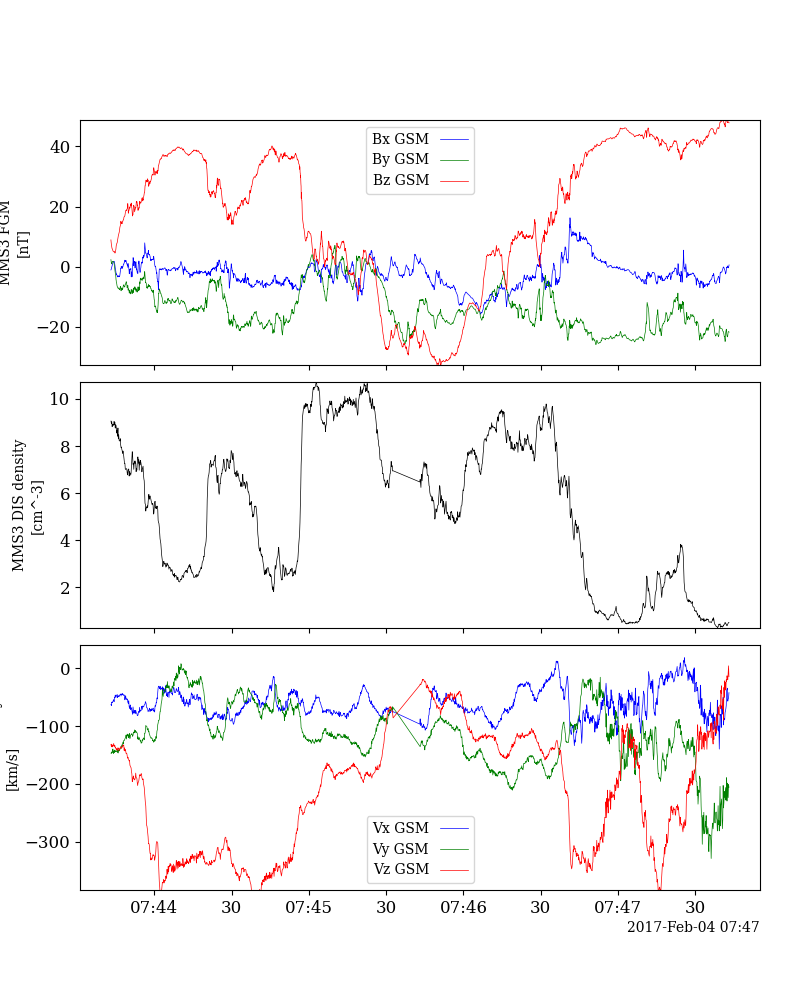 MMS3 FGM
[nT]
40
20
0
−20
Bx GSM
By GSM
Bz GSM
MMS3 DIS density
[cm^-3]
10
8
6
4
2
[km/s]
0
−100
−200
−300
Vx GSM
Vy GSM
Vz GSM
07:44 30 07:45 30 07:46 30 07:47 30
2017-Feb-04 07:47